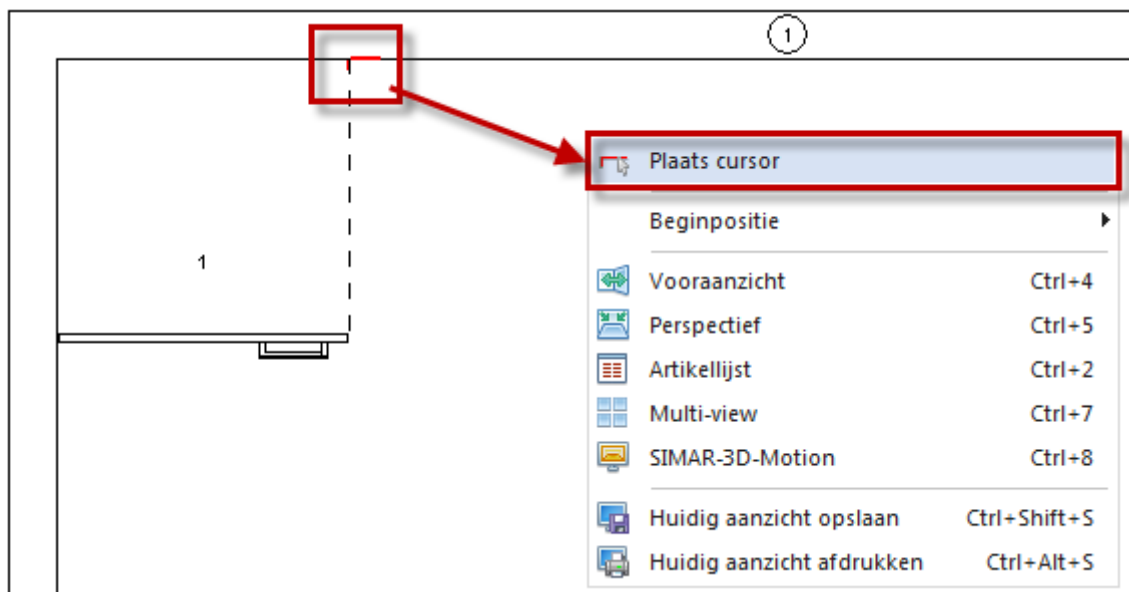 1
Plaats cursor
Beginpositie
1
Vooraanzicht Ctrl+4
Perspectief Ctrl+5
Artikellijst Ctrl+2
Multi-view Ctrl+7
SIMAR-3D-Motion Ctrl+8
Huidig aanzicht opslaan Ctrl+Shift+S
Huidig aanzicht afdrukken Ctrl+Alt+S